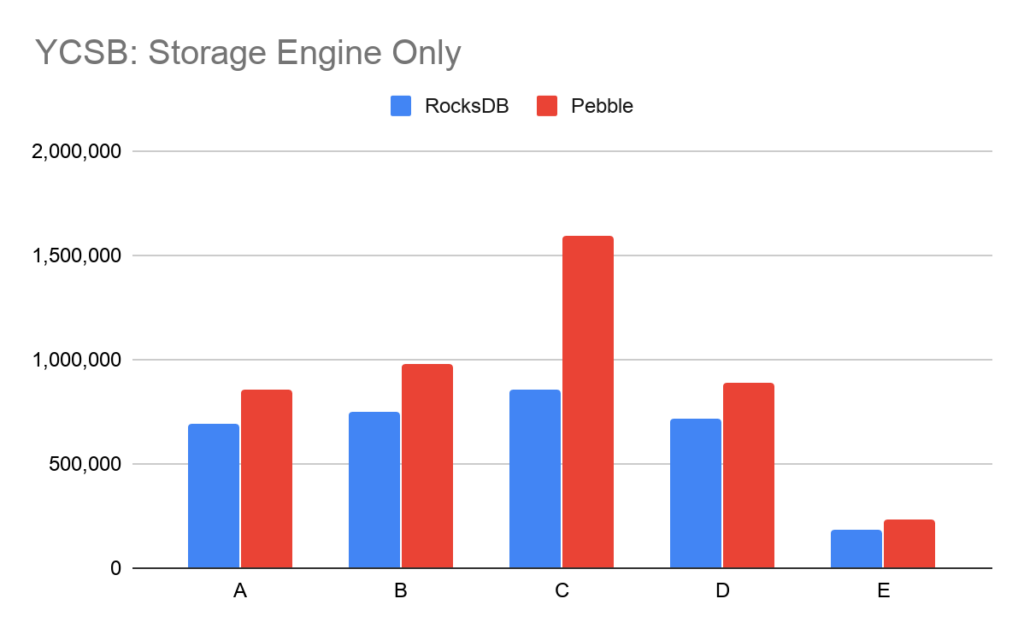 YCSB: Storage Engine Only
RocksDB Pebble
2,000,000
1,500,000
1,000,000
500,000
0
A B C D E